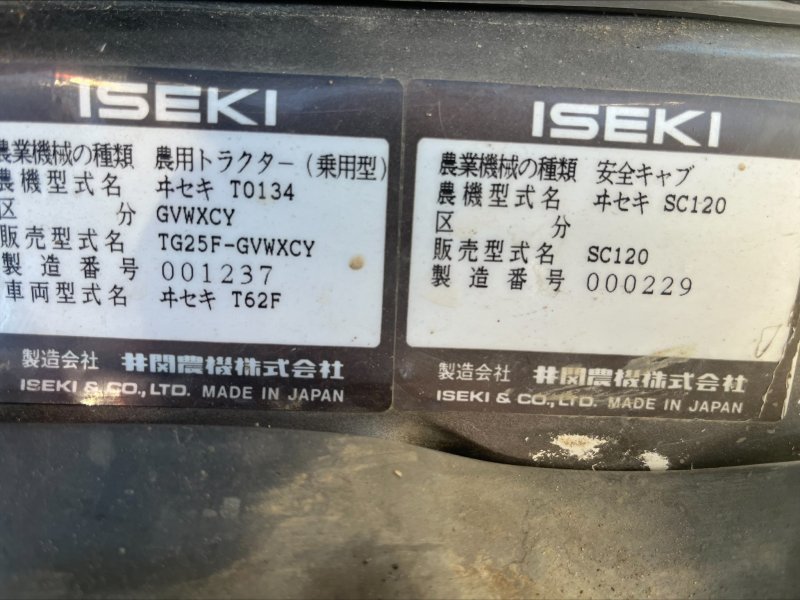 ISEKI
農業機械の種類 農用トラクター(乗用型)
農機型式名 ヰセキ T0134
区分 GVWXCY
販売型式名 TG25F-GVWXCY
製造番号 001237
車両型式名 ヰセキ T62F
製造会社 井関農機株式会社
ISEKI & CO., LTD. MADE IN JAPAN
ISEKI
農業機械の種類 安全キャブ
農機型式名 ヰセキ SC120
区分
販売型式名 SC120
製造番号 000229
製造会社 井関農機株式会社
ISEKI & CO., LTD. MADE IN JAPAN